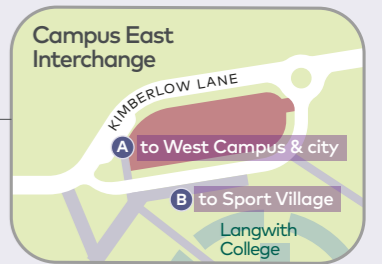 Campus East
Interchange
KIMBERLOW LANE
A to West Campus & city
B to Sport Village
Langwith
College